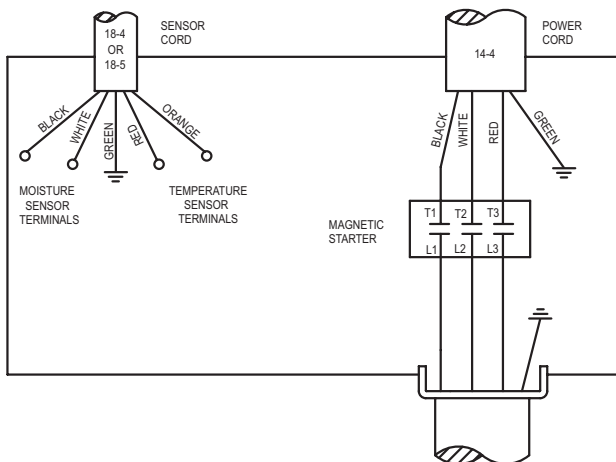 SENSOR
CORD
18-4
OR
18-5
BLACK
WHITE
GREEN
RED
ORANGE
MOISTURE
SENSOR
TERMINALS
TEMPERATURE
SENSOR
TERMINALS
POWER
CORD
14-4
BLACK
WHITE
RED
GREEN
MAGNETIC
STARTER
T1 T2 T3
L1 L2 L3